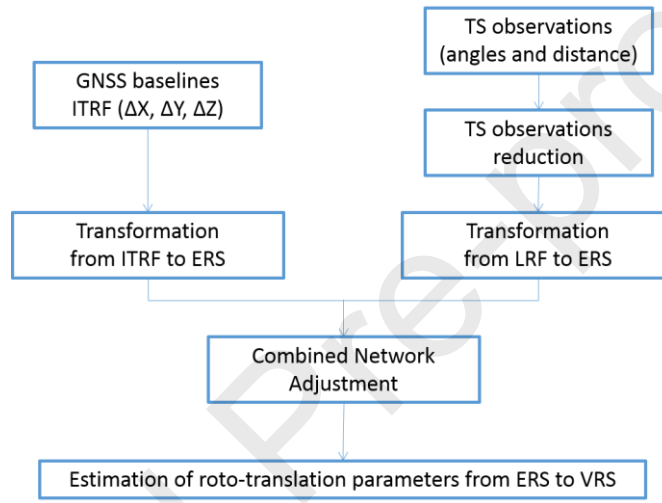 TS observations
(angles and distance)
GNSS baselines
ITRF (ΔX, ΔY, ΔZ)
TS observations
reduction
Transformation
from ITRF to ERS
Transformation
from LRF to ERS
Combined Network
Adjustment
Estimation of roto-translation parameters from ERS to VRS